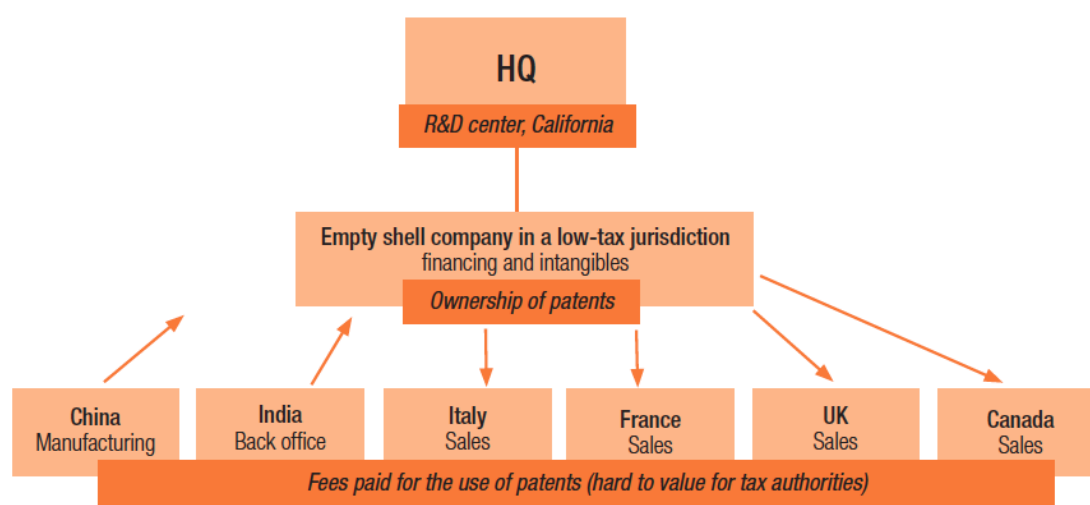 HQ
R&D center, California
Empty shell company in a low-tax jurisdiction
financing and intangibles
Ownership of patents
China
Manufacturing
India
Back office
Italy
Sales
France
Sales
UK
Sales
Canada
Sales
Fees paid for the use of patents (hard to value for tax authorities)